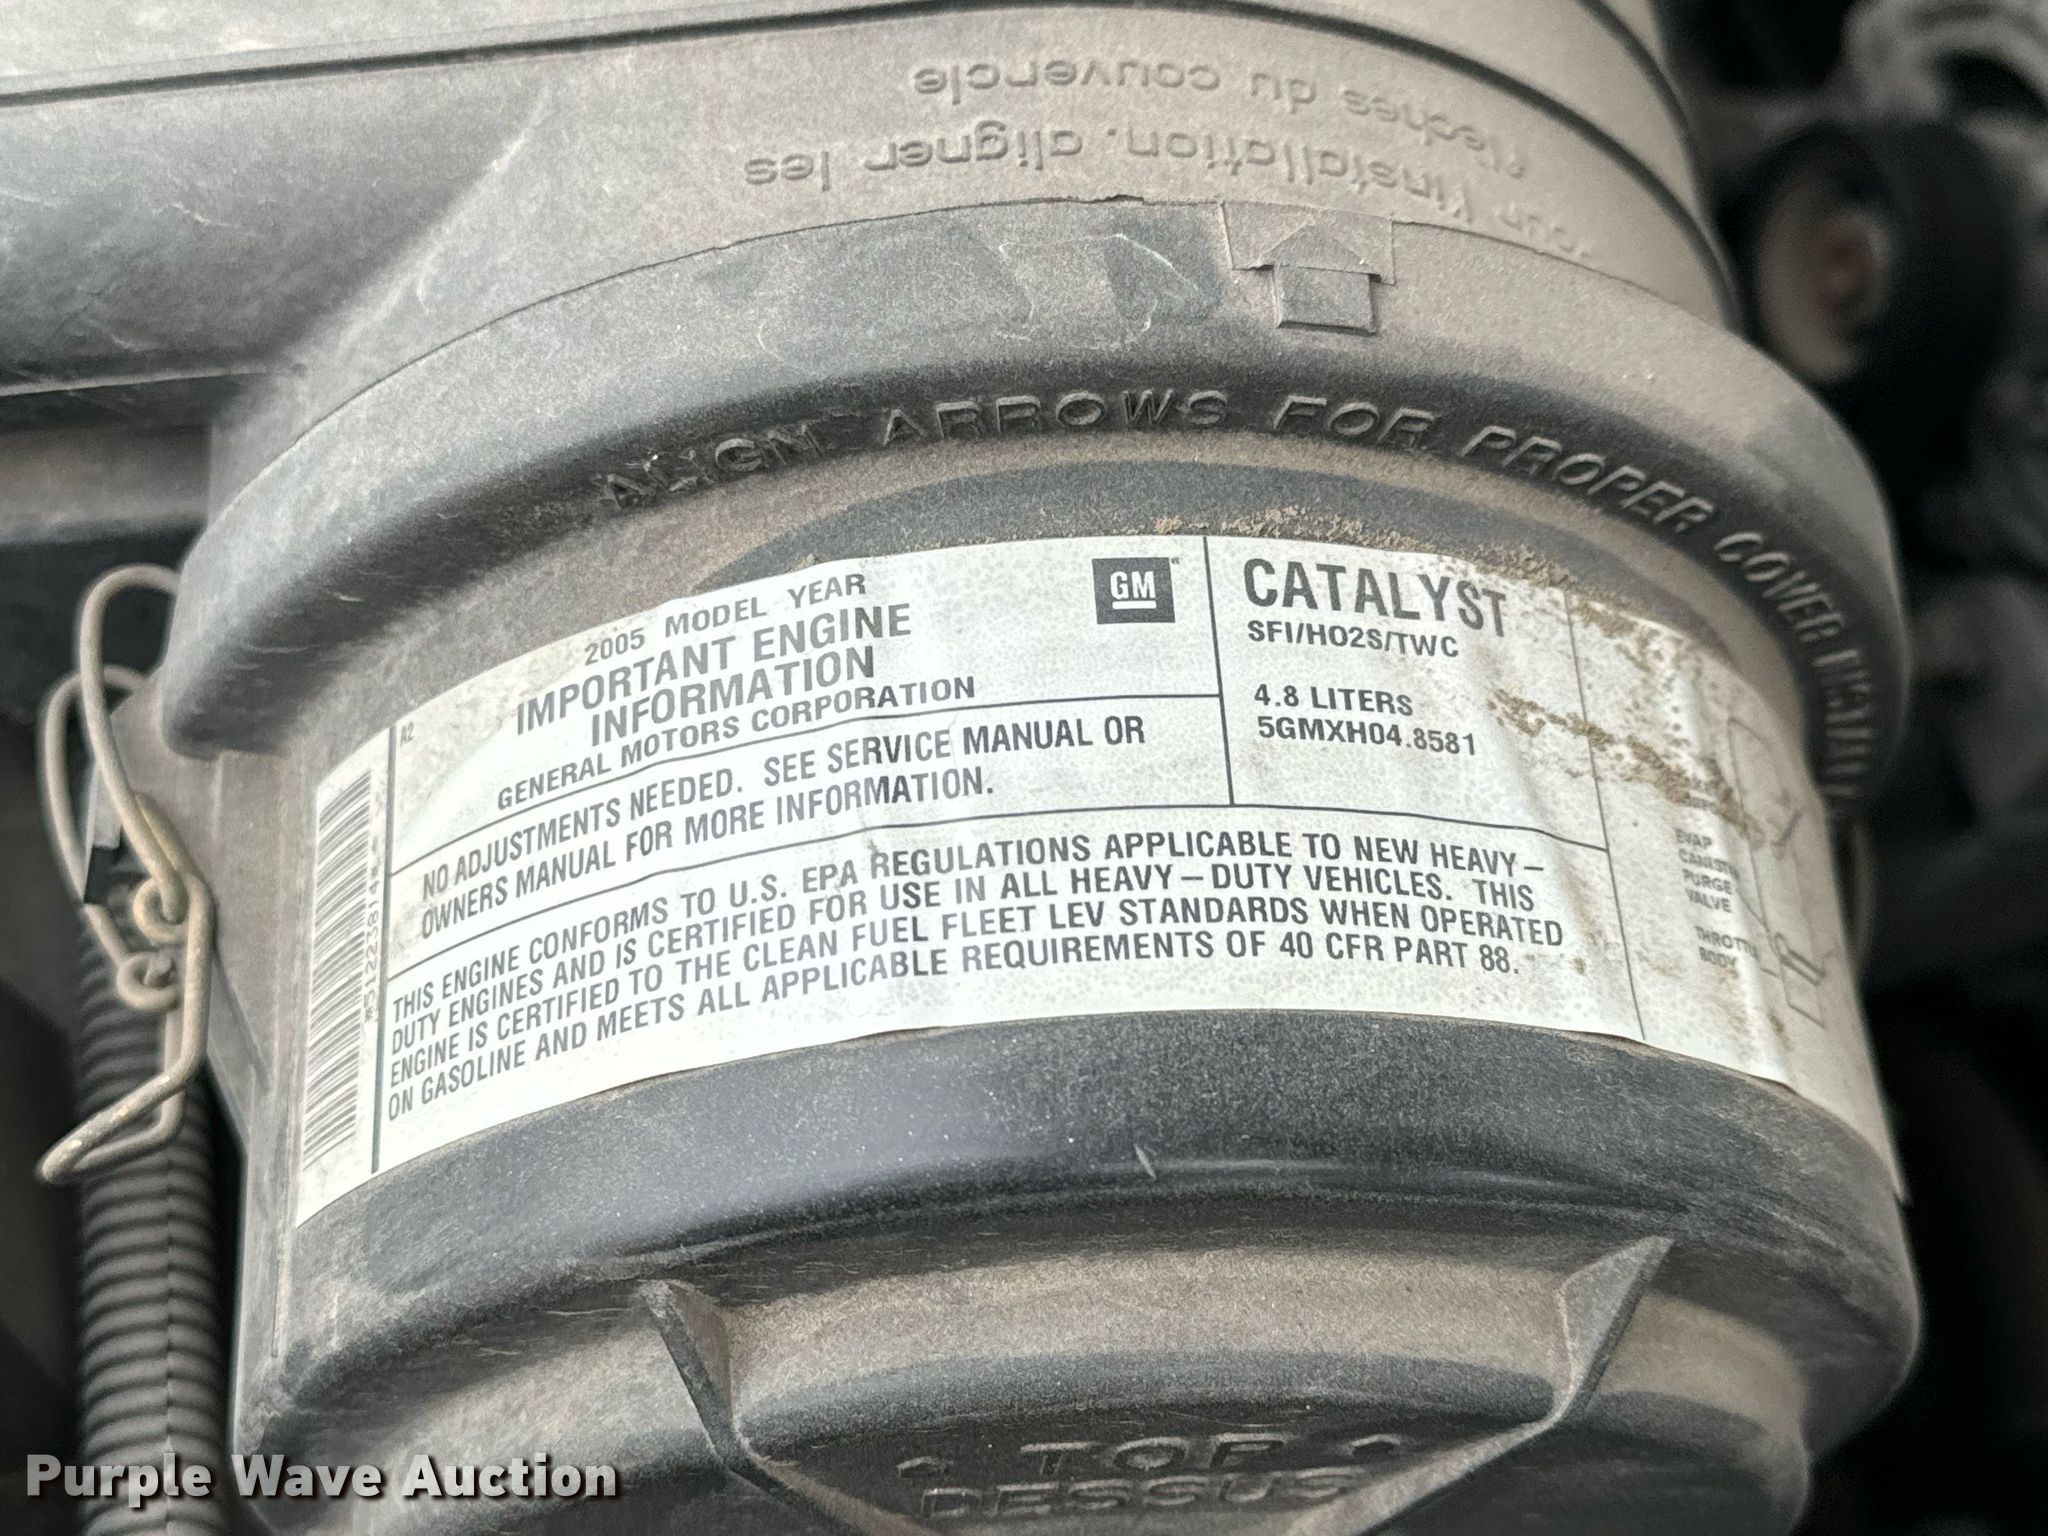 flèches du couvercle
l'installation, aligner les
ALIGN ARROWS FOR PROPER COVER
A2
*51223814*
2005 MODEL YEAR
IMPORTANT ENGINE
INFORMATION
GENERAL MOTORS CORPORATION
GM
NO ADJUSTMENTS NEEDED. SEE SERVICE MANUAL OR
OWNERS MANUAL FOR MORE INFORMATION.
CATALYST
SFI/HO2S/TWC
4.8 LITERS
5GMXH04.8581
THIS ENGINE CONFORMS TO U.S. EPA REGULATIONS APPLICABLE TO NEW HEAVY–
DUTY ENGINES AND IS CERTIFIED FOR USE IN ALL HEAVY–DUTY VEHICLES. THIS
ENGINE IS CERTIFIED TO THE CLEAN FUEL FLEET LEV STANDARDS WHEN OPERATED
ON GASOLINE AND MEETS ALL APPLICABLE REQUIREMENTS OF 40 CFR PART 88.
EVAP
PURGE
VALVE
BODY
TOP
DESSUS
Purple Wave Auction